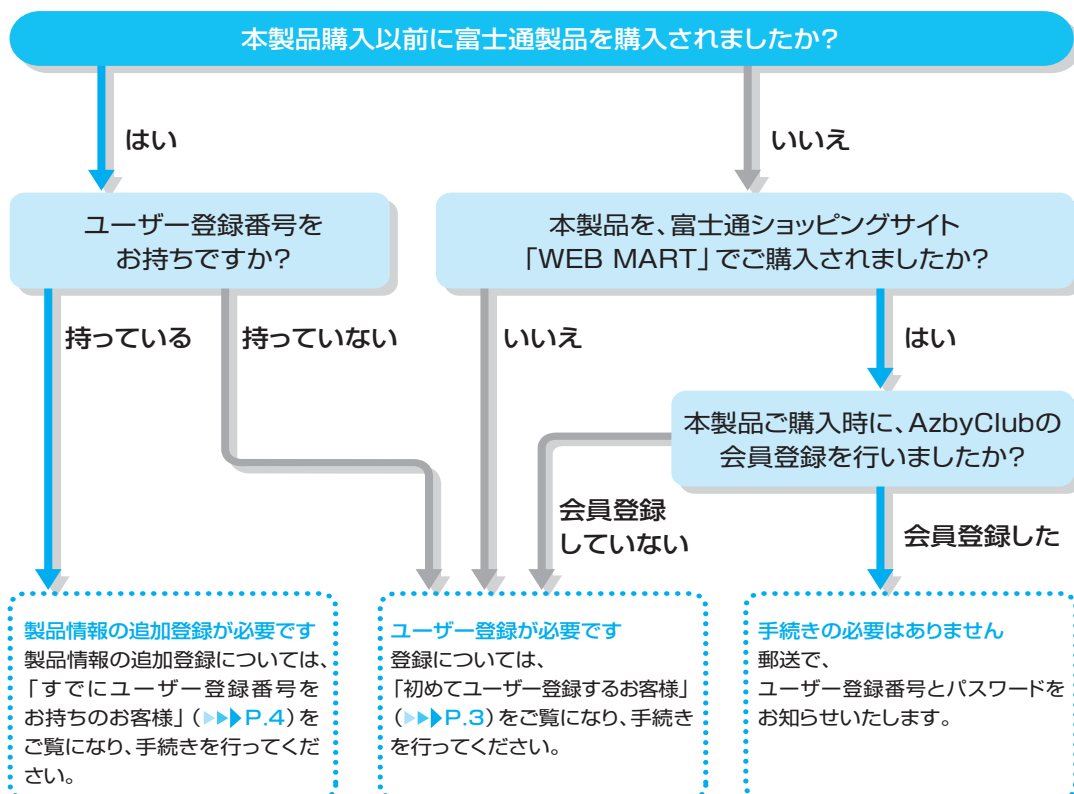 本製品購入以前に富士通製品を購入されましたか?
はい
いいえ
ユーザー登録番号を
お持ちですか?
本製品を、富士通ショッピングサイト
「WEB MART」でご購入されましたか?
持っている
持っていない
いいえ
はい
本製品ご購入時に、AzbyClubの
会員登録を行いましたか?
会員登録
していない
会員登録した
製品情報の追加登録が必要です
製品情報の追加登録については、
「すでにユーザー登録番号を
お持ちのお客様」(▶▶▶P.4)を
ご覧になり、手続きを行ってくだ
さい。
ユーザー登録が必要です
登録については、
「初めてユーザー登録するお客様」
(▶▶▶P.3)をご覧になり、手続き
を行ってください。
手続きの必要はありません
郵送で、
ユーザー登録番号とパスワードを
お知らせいたします。